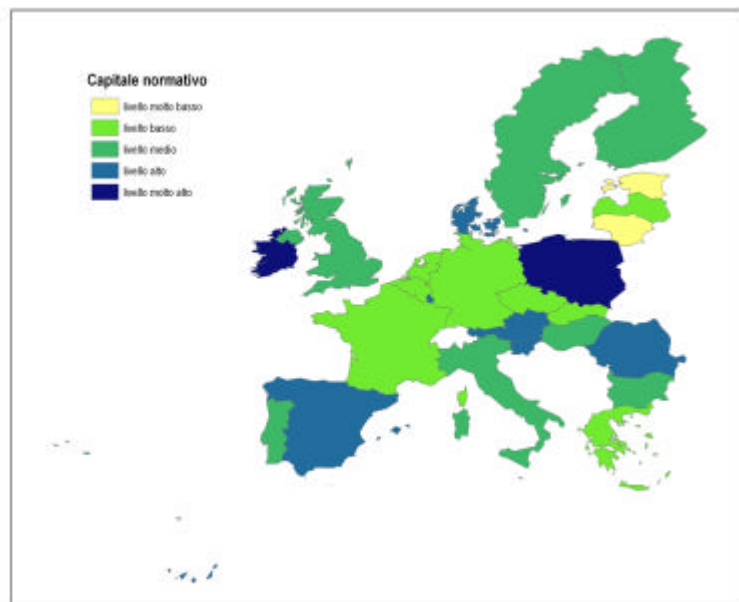 Capitale normativo
livello molto basso
livello basso
livello medio
livello alto
livello molto alto